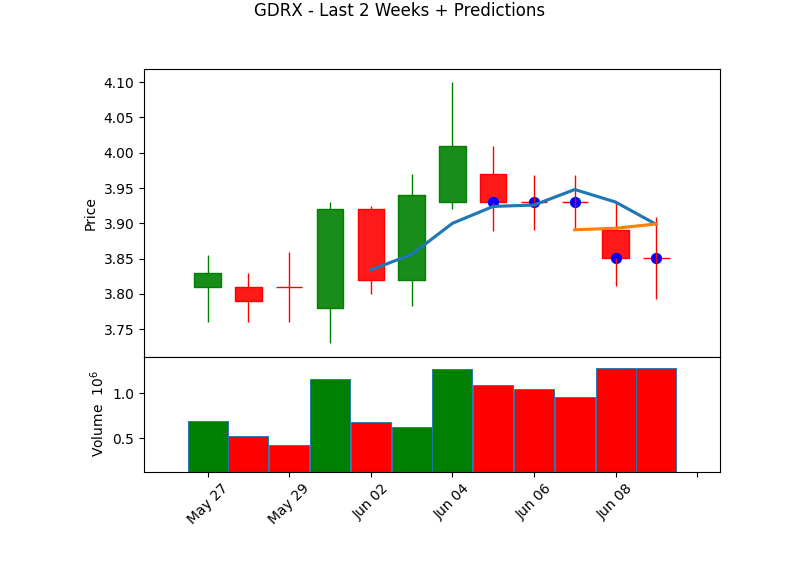 GDRX - Last 2 Weeks + Predictions
4.10
4.05
4.00
3.95
3.90
3.85
3.80
3.75
Price
1.0
0.5
Volume 10⁶
May 27
May 29
Jun 02
Jun 04
Jun 06
Jun 08